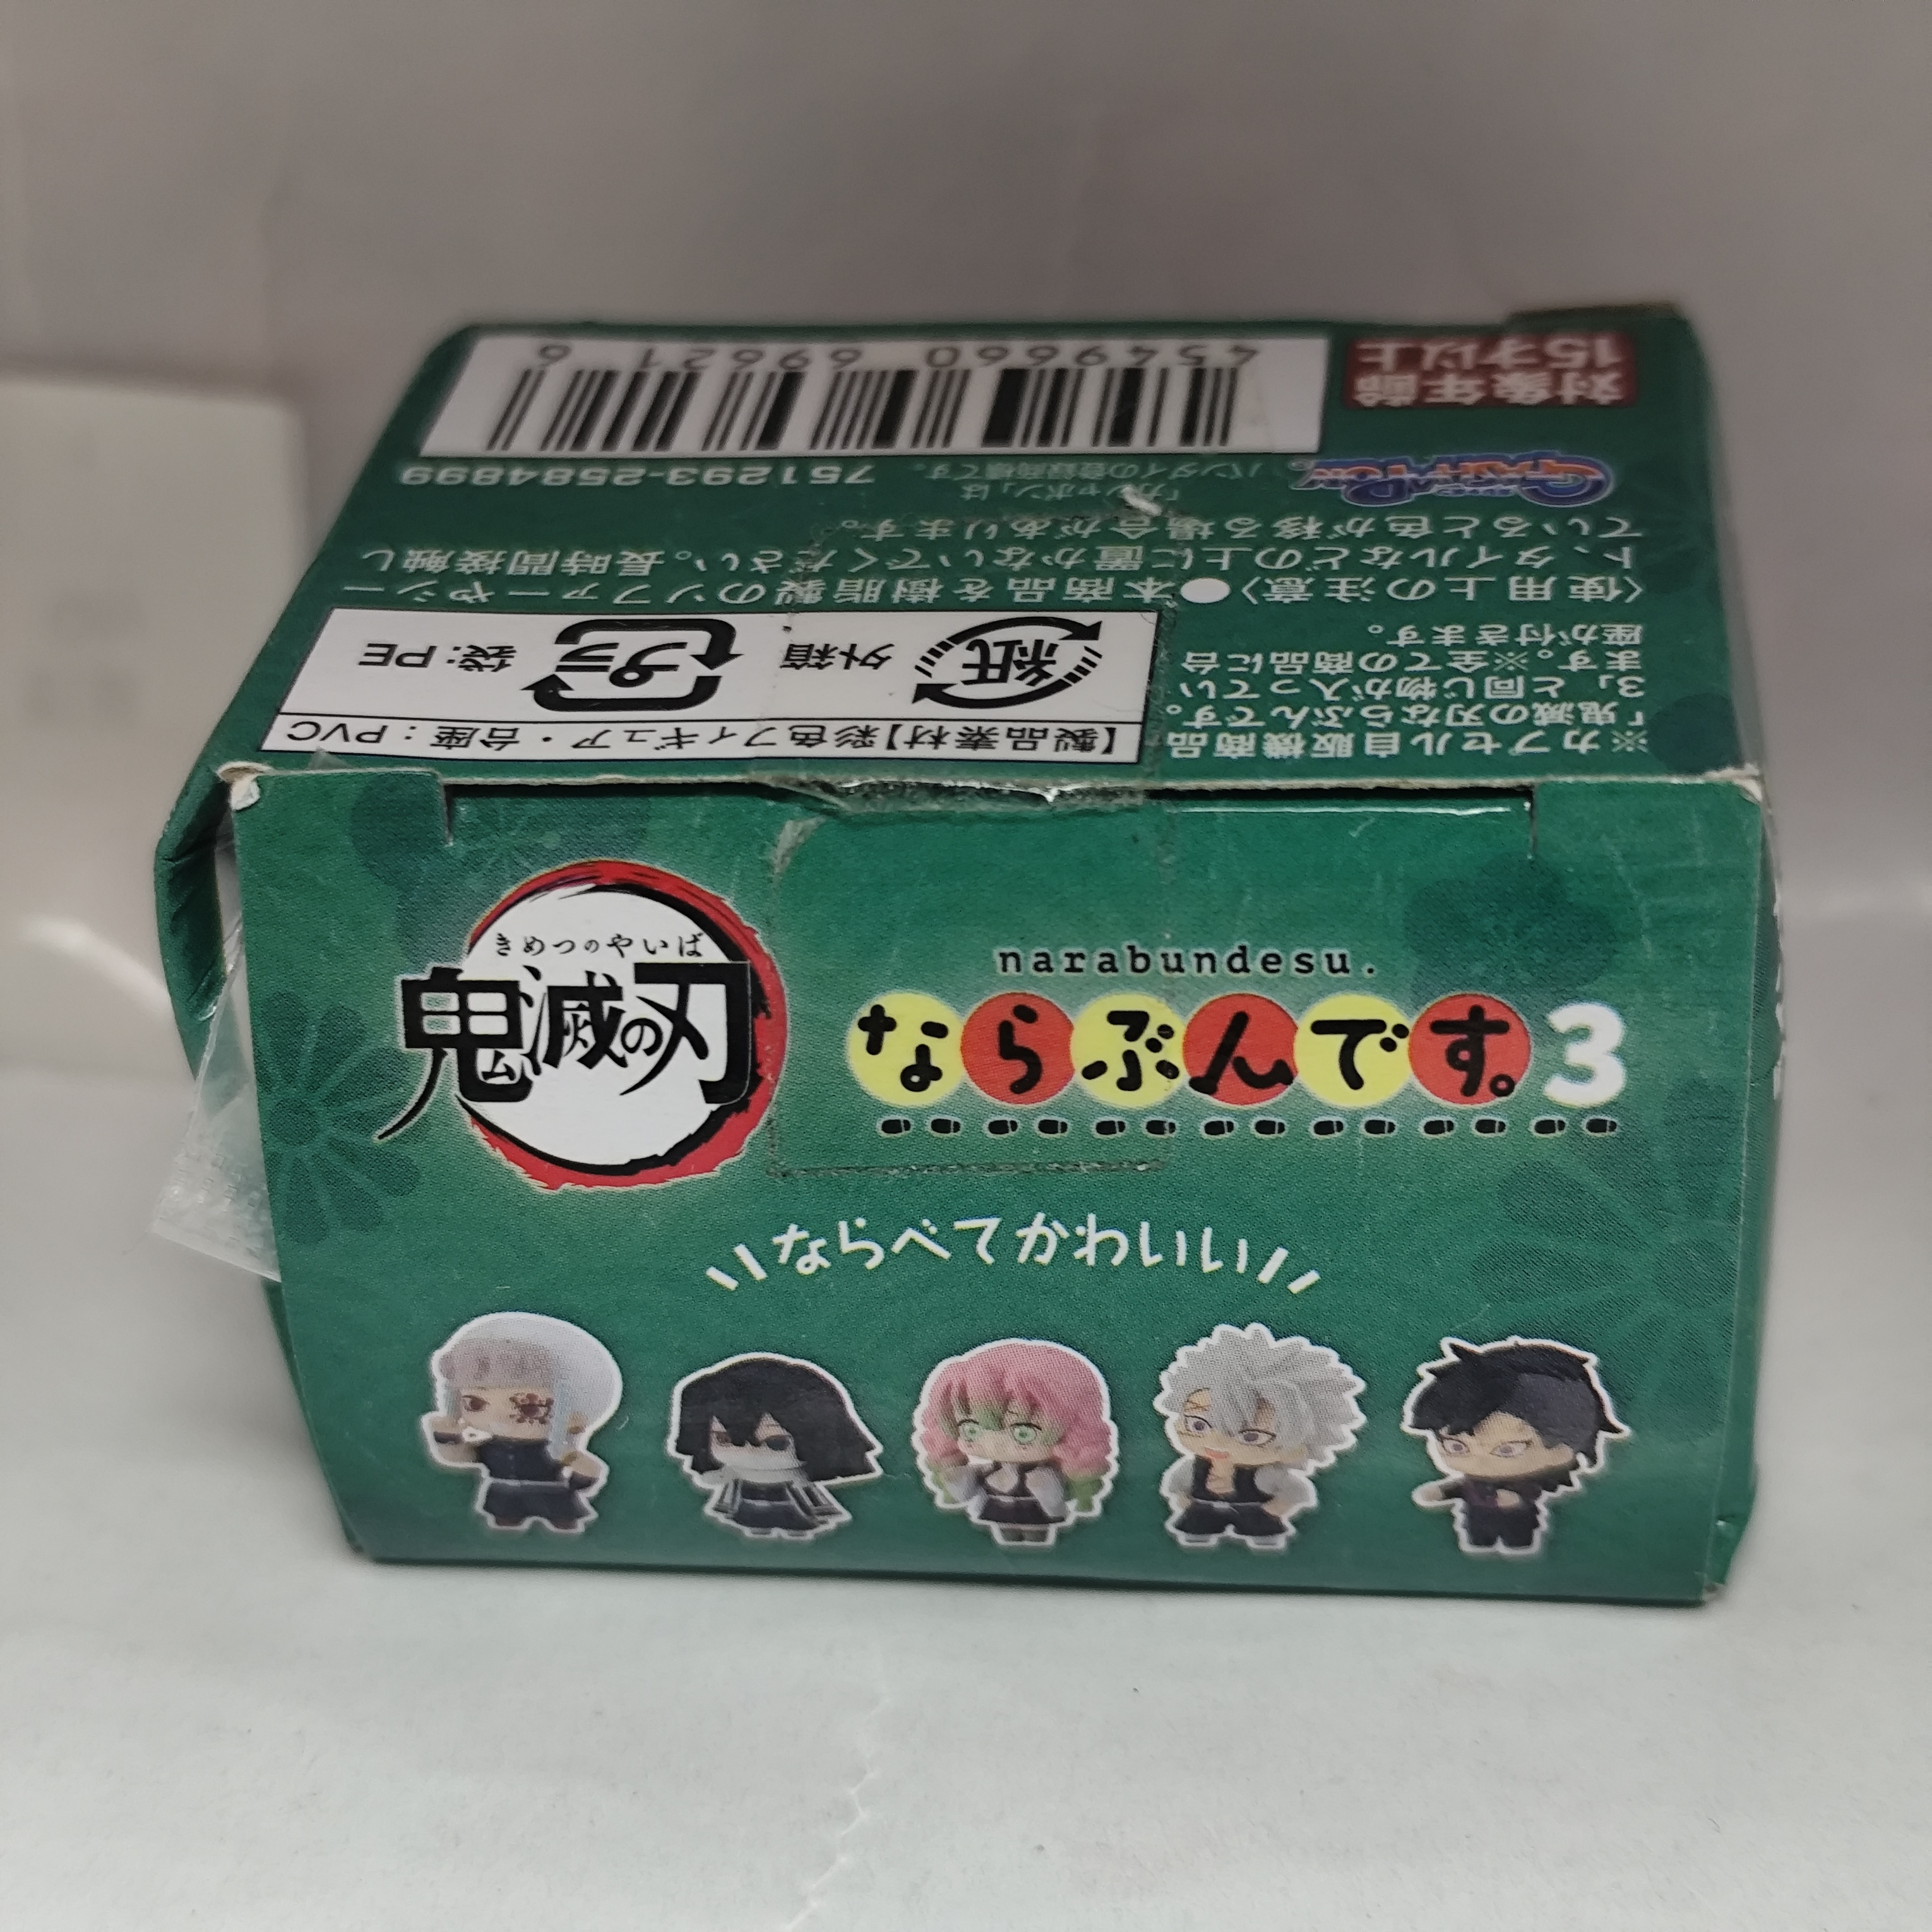 きめつのやいば
鬼滅の刃
narabundesu.
ならぶんです。3
ならべてかわいい
※カプセル自販機商品
「鬼滅の刃ならぶんです。
3」と同じ物が入ってい
ます。※全ての商品に台
座が付きます。
【製品素材】彩色フィギュア・台座：PVC
紙 外箱 プラ 袋：PE
〈使用上の注意〉●本商品を樹脂製のソファーやシー
ト、タイルなどの上に直かないでください。長時間接触し
ていると色が移る場合があります。
「ガシャポン」は
バンダイの登録商標です。
751293-2584899
対象年齢
15才以上
4549660 696216